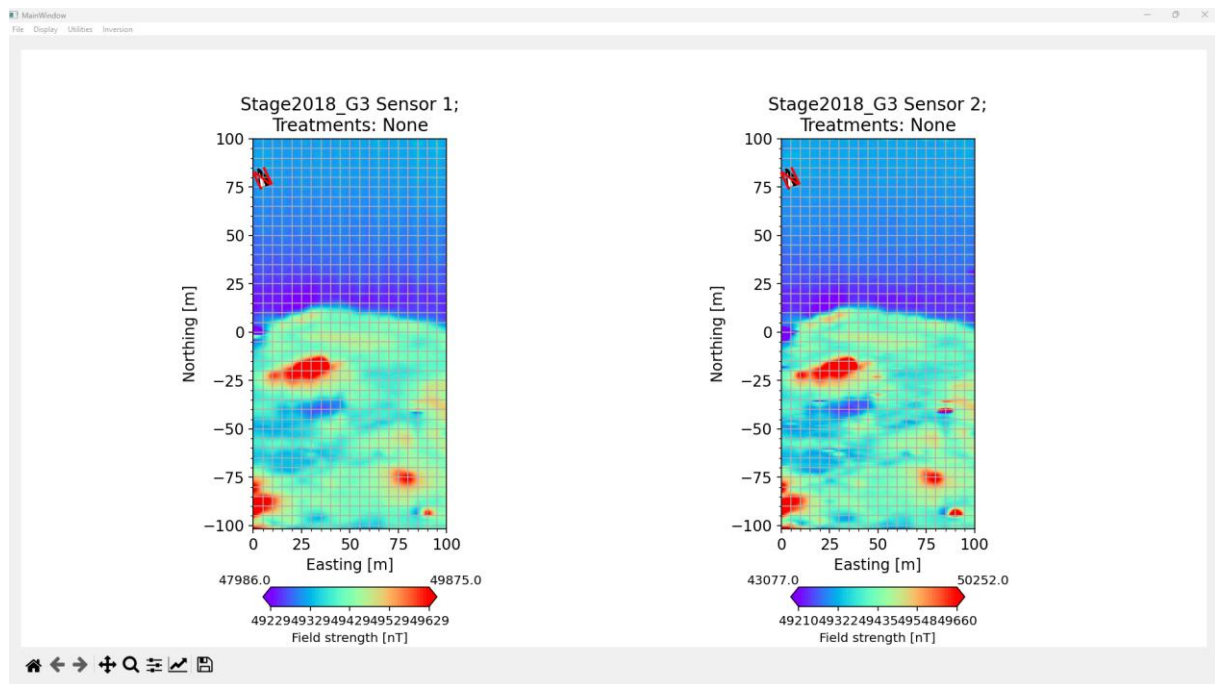 MainWindow
File Display Utilities Inversion
Stage2018_G3 Sensor 1;
Treatments: None
100
75
50
25
0
−25
−50
−75
−100
Northing [m]
N
0 25 50 75 100
Easting [m]
47986.0 49875.0
4922949329494294952949629
Field strength [nT]
Stage2018_G3 Sensor 2;
Treatments: None
100
75
50
25
0
−25
−50
−75
−100
Northing [m]
N
0 25 50 75 100
Easting [m]
43077.0 50252.0
4921049322494354954849660
Field strength [nT]